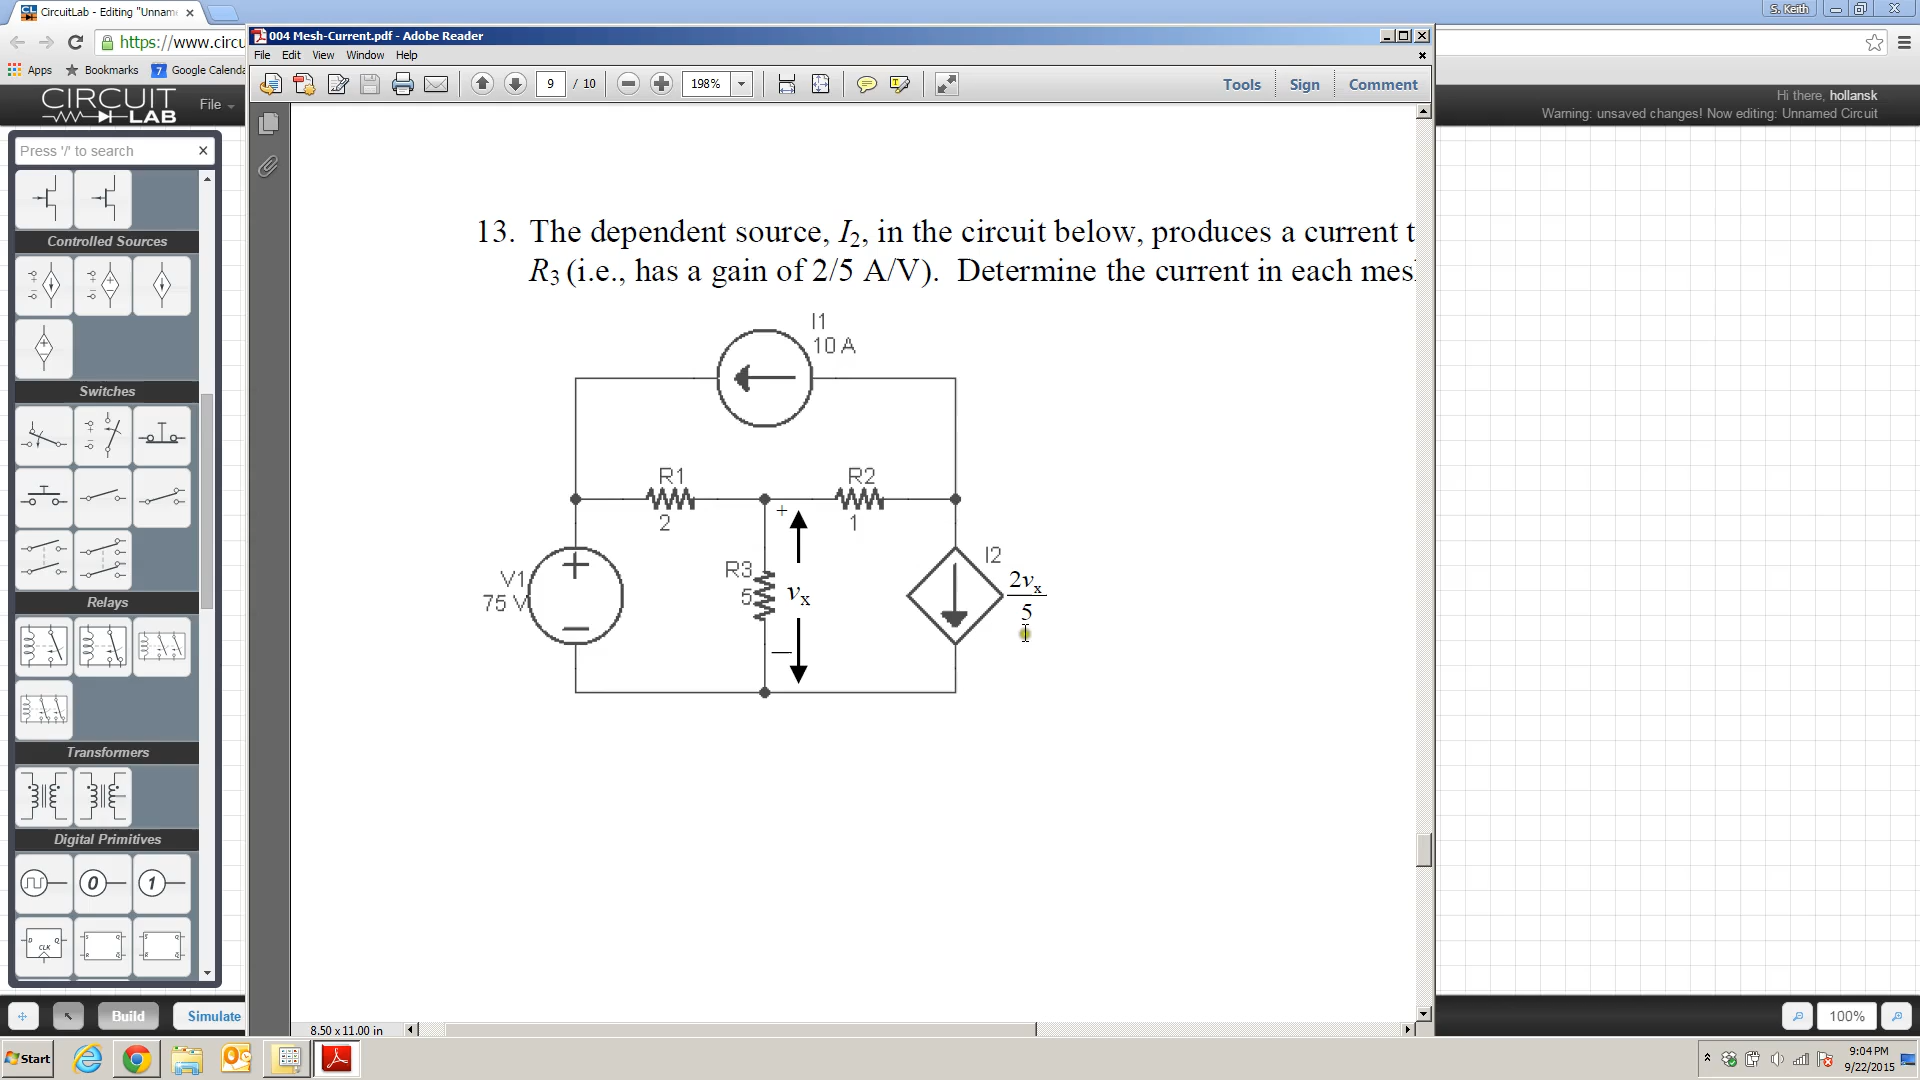 CircuitLab - Editing "Unnam
S. Keith
https://www.circu
Apps
Bookmarks
7
Google Calenda
004 Mesh-Current.pdf - Adobe Reader
File Edit View Window Help
9 / 10
198%
Tools Sign Comment
CIRCUIT LAB
File
Hi there, hollansk
Warning: unsaved changes! Now editing: Unnamed Circuit
Press '/' to search
Controlled Sources
Switches
Relays
Transformers
Digital Primitives
0
1
D Q
CLK
Build
Simulate
13. The dependent source, I2, in the circuit below, produces a current t
R3 (i.e., has a gain of 2/5 A/V). Determine the current in each mes
I1
10 A
R1
2
R2
1
+
V1
75 V
+
−
R3
5
vx
−
I2
2vx
5
8.50 x 11.00 in
100%
Start
9:04 PM
9/22/2015